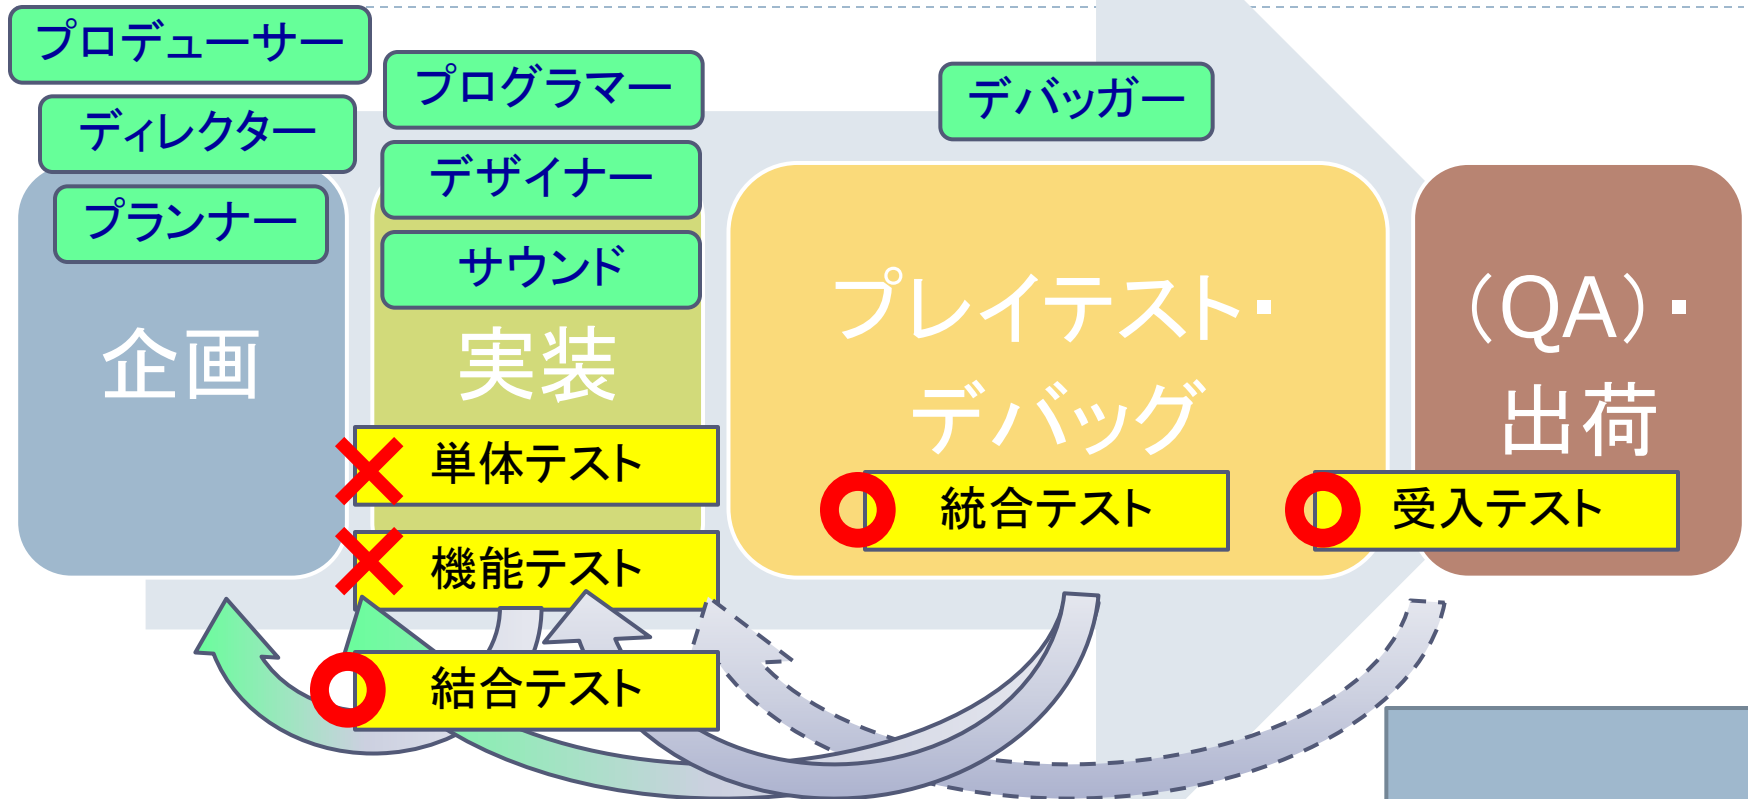 プロデューサー
ディレクター
プランナー
企画
プログラマー
デザイナー
サウンド
実装
単体テスト
機能テスト
結合テスト
デバッガー
プレイテスト・
デバッグ
統合テスト
（QA）・
出荷
受入テスト